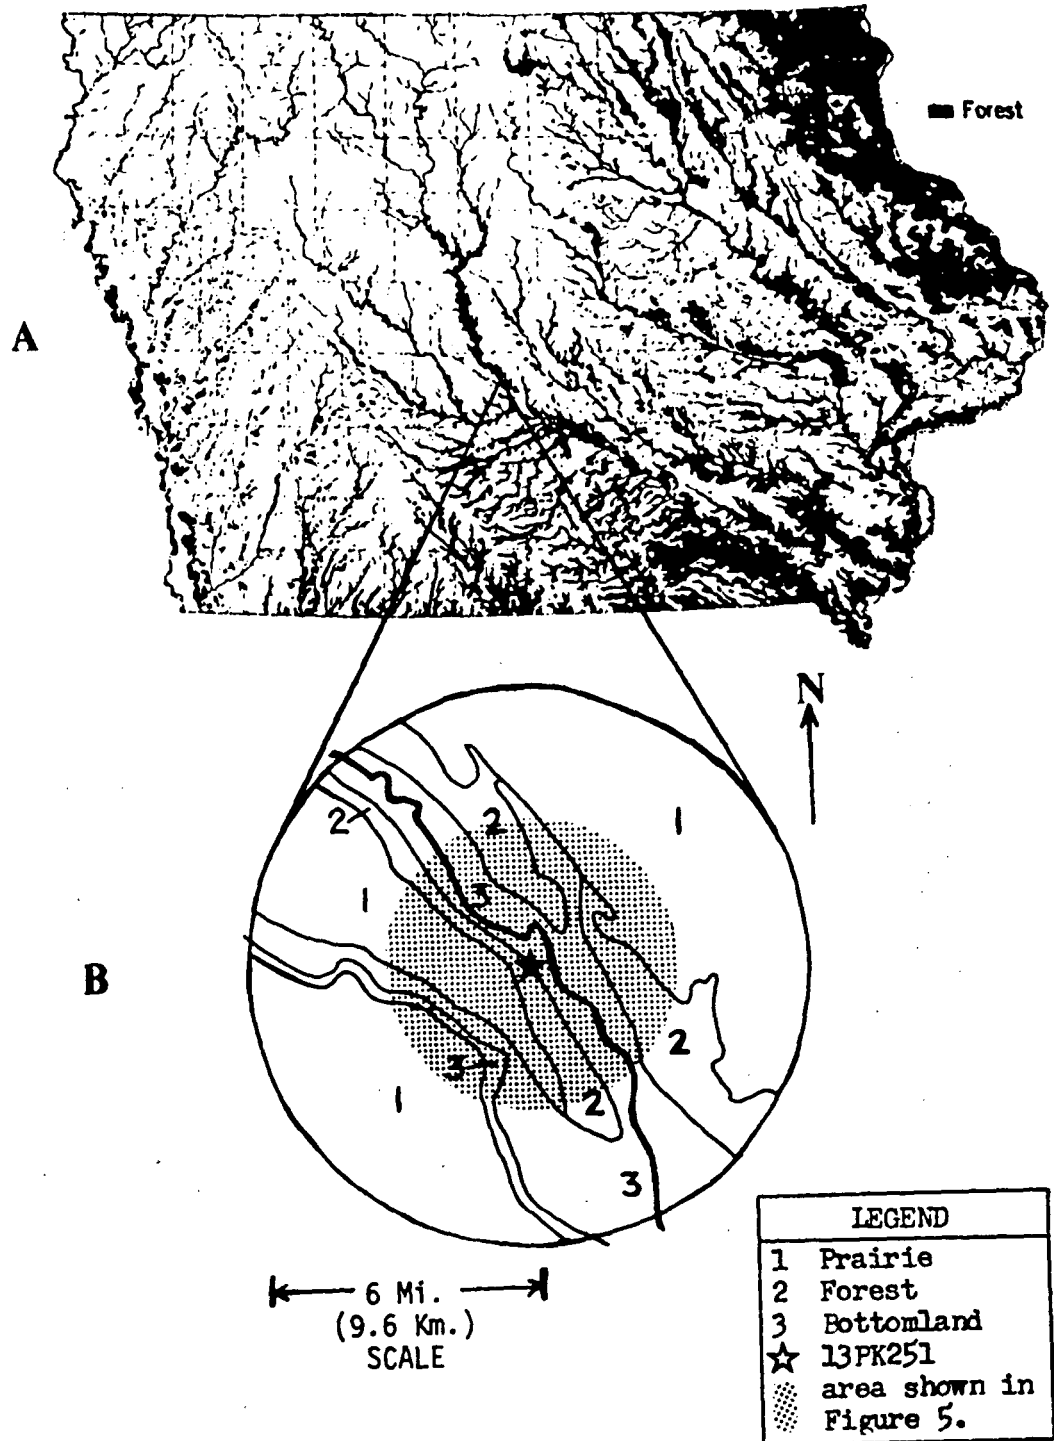 Forest
A
N
2
2
1
3
1
B
2
3
1
2
3
6 Mi.
(9.6 Km.)
SCALE
LEGEND
1 Prairie
2 Forest
3 Bottomland
13PK251
area shown in
Figure 5.